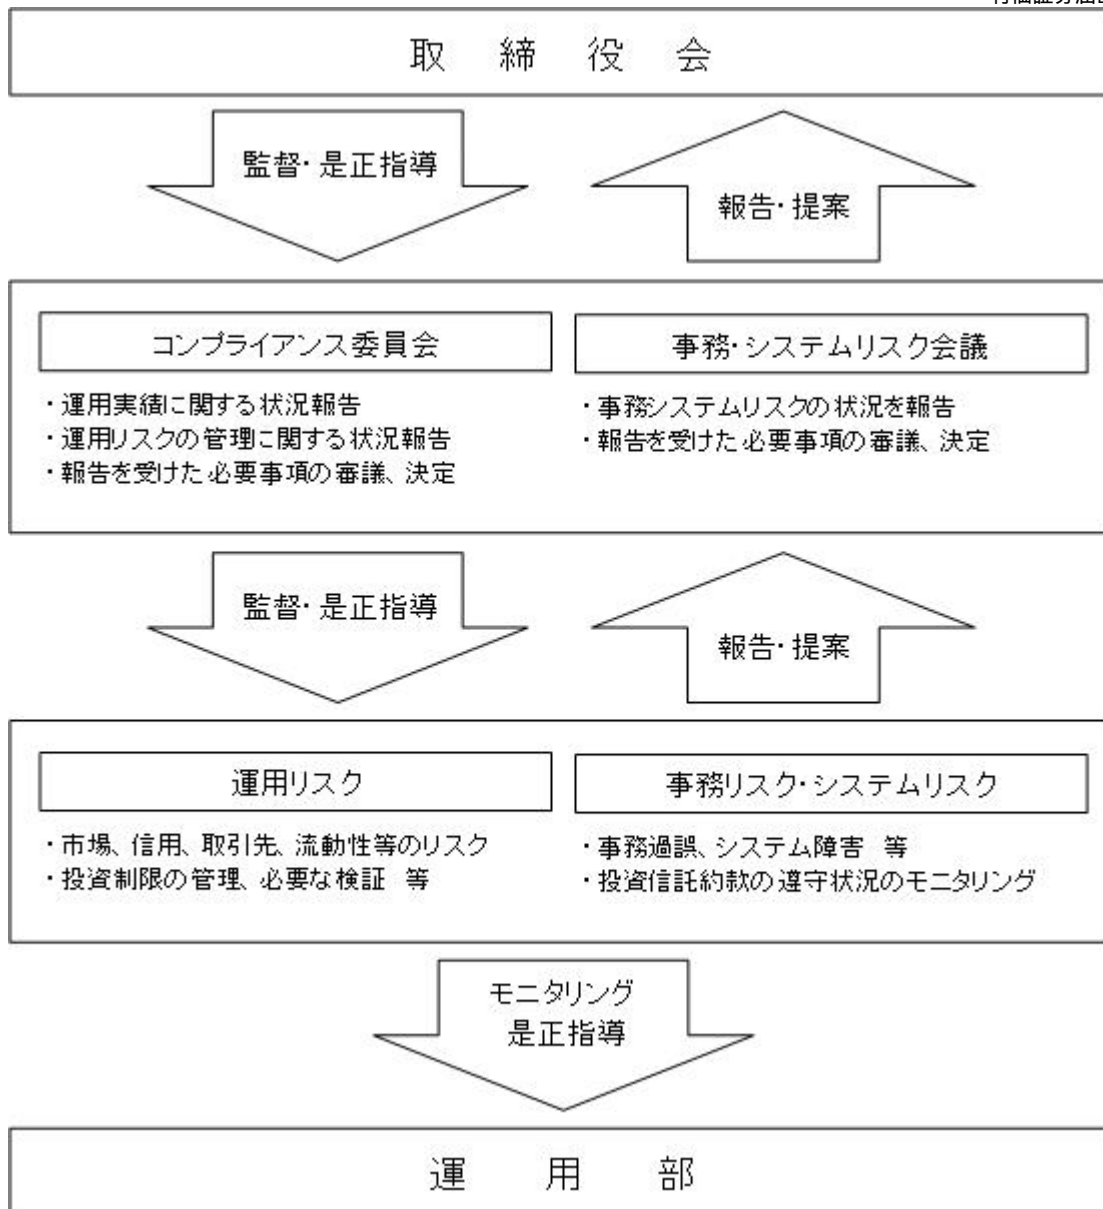 取締役会
監督・是正指導
報告・提案
コンプライアンス委員会
・運用実績に関する状況報告
・運用リスクの管理に関する状況報告
・報告を受けた必要事項の審議、決定
事務・システムリスク会議
・事務システムリスクの状況を報告
・報告を受けた必要事項の審議、決定
監督・是正指導
報告・提案
運用リスク
・市場、信用、取引先、流動性等のリスク
・投資制限の管理、必要な検証 等
事務リスク・システムリスク
・事務過誤、システム障害 等
・投資信託約款の遵守状況のモニタリング
モニタリング
是正指導
運用部